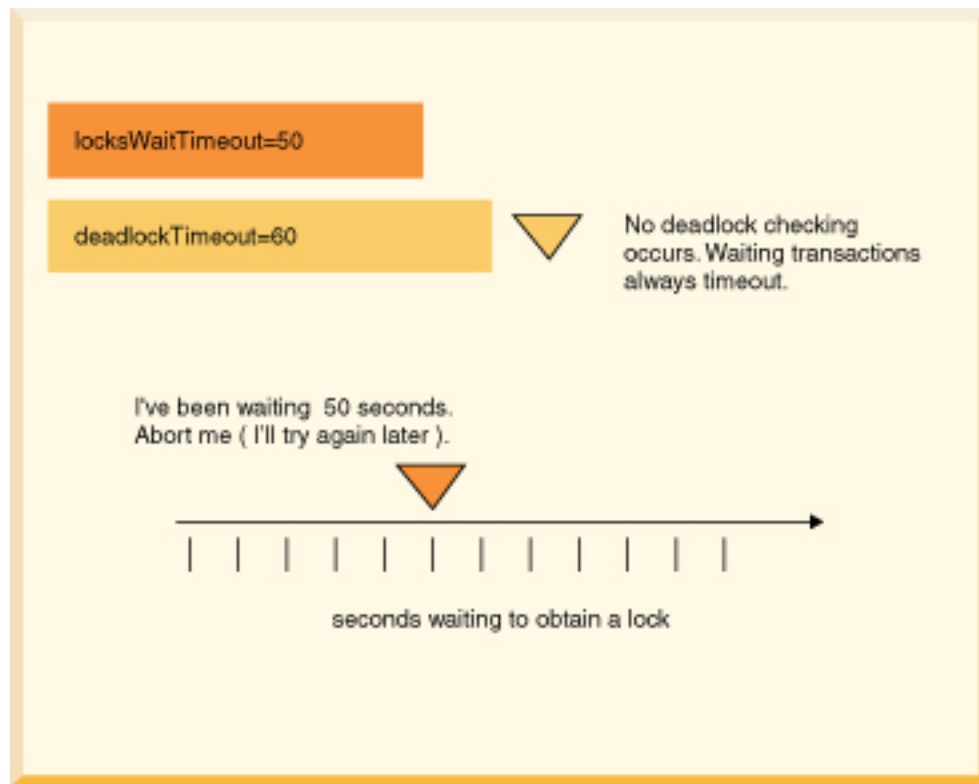 locksWaitTimeout=50
deadlockTimeout=60
No deadlock checking
occurs. Waiting transactions
always timeout.
I've been waiting 50 seconds.
Abort me ( I'll try again later ).
seconds waiting to obtain a lock